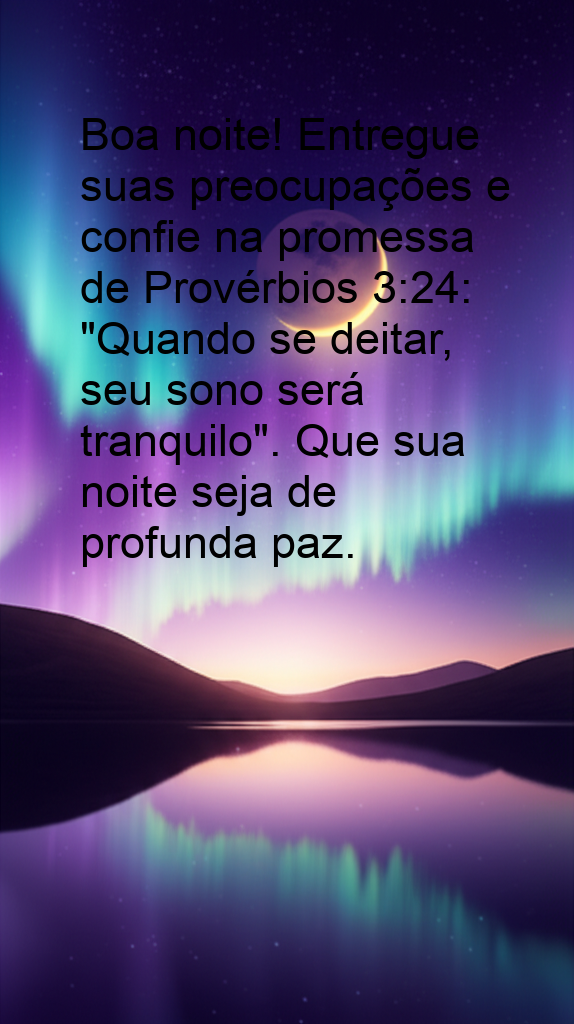 Boa noite! Entregue
suas preocupações e
confie na promessa
de Provérbios 3:24:
"Quando se deitar,
seu sono será
tranquilo". Que sua
noite seja de
profunda paz.